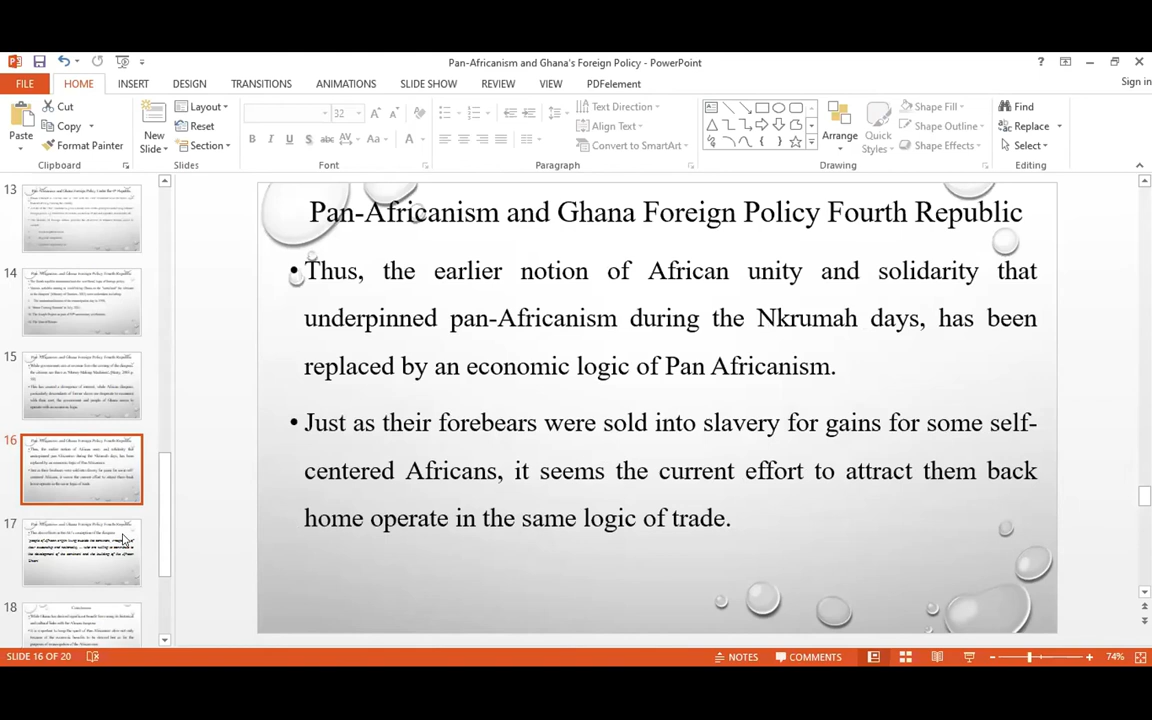 Pan-Africanism and Ghana's Foreign Policy - PowerPoint
?
Sign in
FILE HOME INSERT DESIGN TRANSITIONS ANIMATIONS SLIDE SHOW REVIEW VIEW PDFelement
Paste
Cut
Copy
Format Painter
Clipboard
New
Slide
Layout
Reset
Section
Slides
32
B I U S abc AV Aa A
Font
Text Direction
Align Text
Convert to SmartArt
Paragraph
Arrange
Quick
Styles
Shape Fill
Shape Outline
Shape Effects
Drawing
Find
Replace
Select
Editing
13
14
15
16
17
18
Conclusion
Pan-Africanism and Ghana Foreign Policy Fourth Republic
• Thus, the earlier notion of African unity and solidarity that
underpinned pan-Africanism during the Nkrumah days, has been
replaced by an economic logic of Pan Africanism.
• Just as their forebears were sold into slavery for gains for some self-
centered Africans, it seems the current effort to attract them back
home operate in the same logic of trade.
SLIDE 16 OF 20
NOTES
COMMENTS
74%